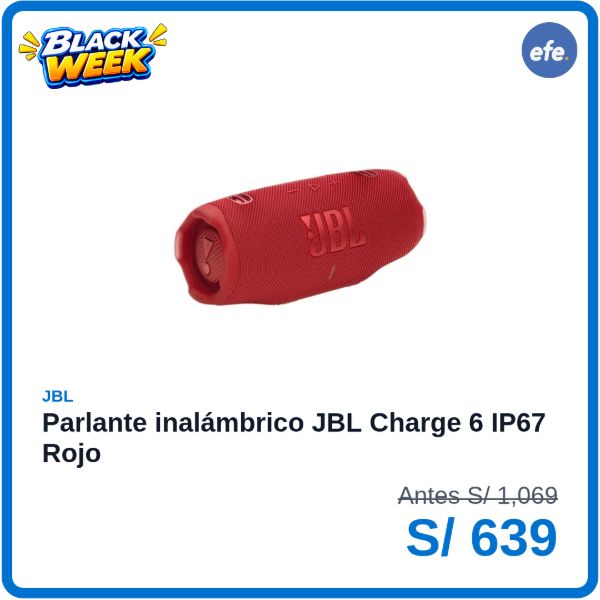 BLACK
WEEK
efe.
JBL
JBL
Parlante inalámbrico JBL Charge 6 IP67
Rojo
Antes S/ 1,069
S/ 639